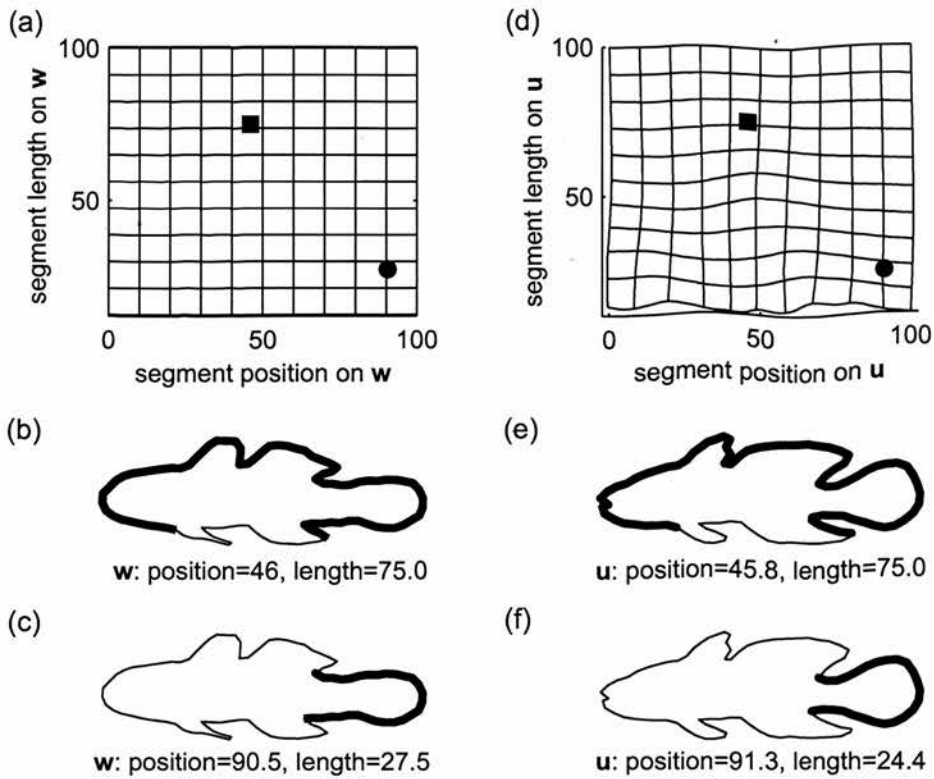 (a)
100
50
segment length on w
0 50 100
segment position on w
(d)
100
50
segment length on u
0 50 100
segment position on u
(b)
w: position=46, length=75.0
(e)
u: position=45.8, length=75.0
(c)
w: position=90.5, length=27.5
(f)
u: position=91.3, length=24.4